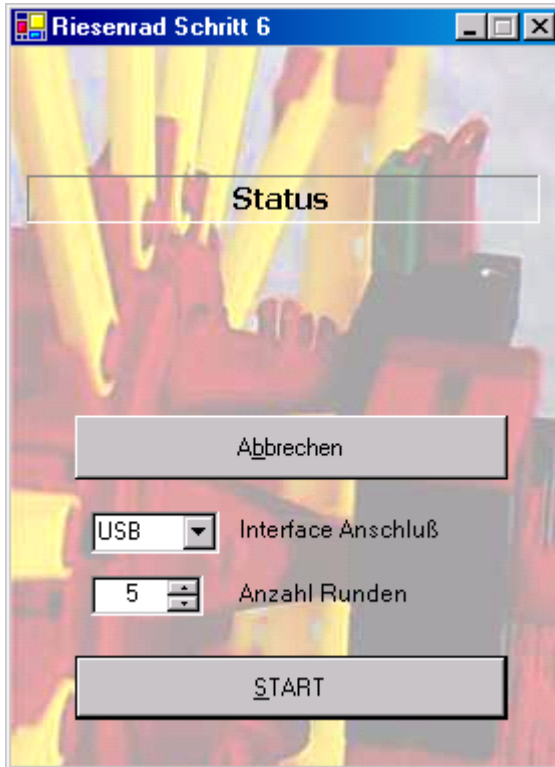 Riesenrad Schritt 6
Status
Abbrechen
USB Interface Anschluß
5 Anzahl Runden
START